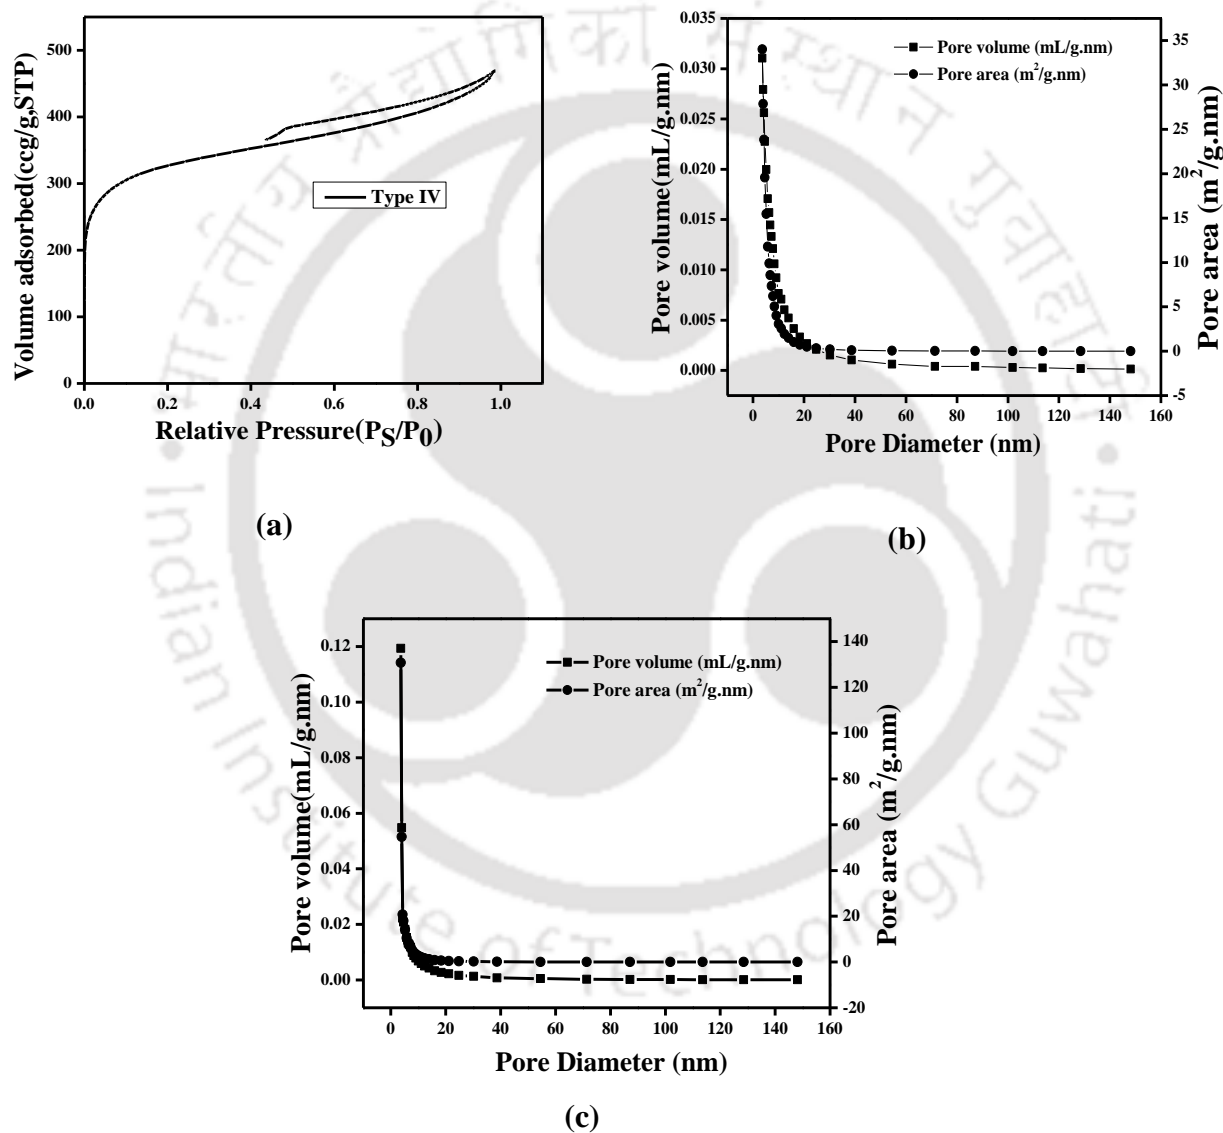 500
400
300
200
100
0
0.0 0.2 0.4 0.6 0.8 1.0
Volume adsorbed(ccg/g,STP)
Relative Pressure(PS/P0)
Type IV
(a)
0.035
0.030
0.025
0.020
0.015
0.010
0.005
0.000
Pore volume(mL/g.nm)
Pore volume (mL/g.nm)
Pore area (m2/g.nm)
35
30
25
20
15
10
5
0
-5
Pore area (m2/g.nm)
0 20 40 60 80 100 120 140 160
Pore Diameter (nm)
(b)
0.12
0.10
0.08
0.06
0.04
0.02
0.00
Pore volume(mL/g.nm)
Pore volume (mL/g.nm)
Pore area (m2/g.nm)
140
120
100
80
60
40
20
0
-20
Pore area (m2/g.nm)
0 20 40 60 80 100 120 140 160
Pore Diameter (nm)
(c)
Indian Institute of Technology Guwahati